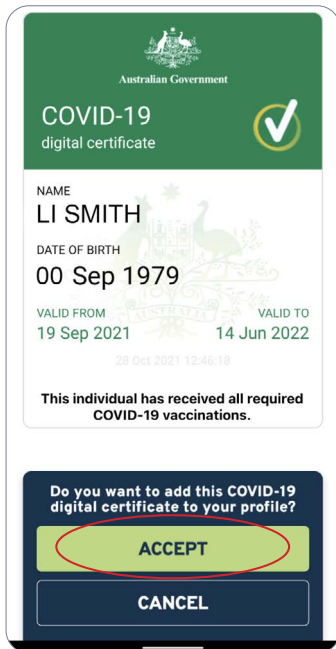 Australian Government
COVID-19
digital certificate
NAME
LI SMITH
DATE OF BIRTH
00 Sep 1979
VALID FROM VALID TO
19 Sep 2021 14 Jun 2022
AUSTRALIA
28 Oct 2021 12:46:18
This individual has received all required
COVID-19 vaccinations.
Do you want to add this COVID-19
digital certificate to your profile?
ACCEPT
CANCEL